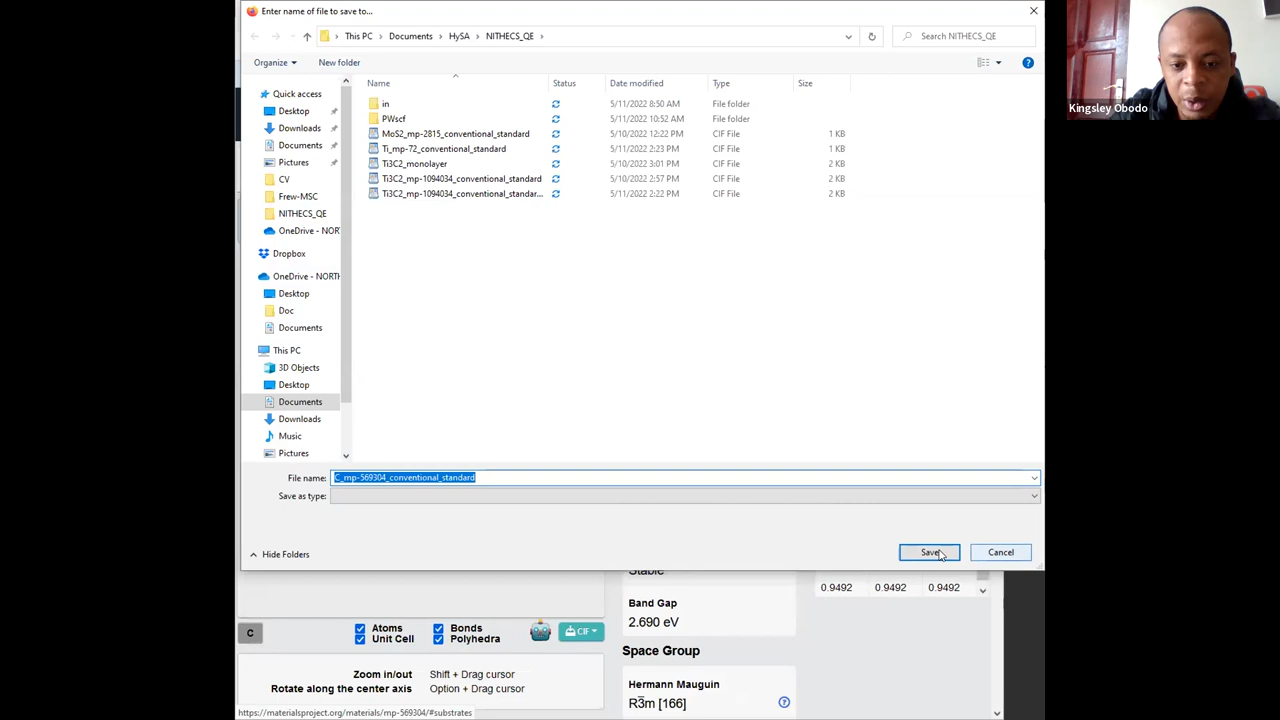 Enter name of file to save to...
This PC
Documents
HySA
NITHECS_QE
Search NITHECS_QE
Organize
New folder
Name
Status
Date modified
Type
Size
Quick access
Desktop
Downloads
Documents
Pictures
CV
Frew-MSC
NITHECS_QE
OneDrive - NOR
Dropbox
OneDrive - NORTH
Desktop
Doc
Documents
This PC
3D Objects
Desktop
Documents
Downloads
Music
Pictures
in 5/11/2022 8:50 AM File folder
PWscf 5/11/2022 10:52 AM File folder
MoS2_mp-2815_conventional_standard 5/10/2022 12:22 PM CIF File 1 KB
Ti_mp-72_conventional_standard 5/11/2022 2:23 PM CIF File 1 KB
Ti3C2_monolayer 5/10/2022 3:01 PM CIF File 2 KB
Ti3C2_mp-1094034_conventional_standard 5/10/2022 2:57 PM CIF File 2 KB
Ti3C2_mp-1094034_conventional_standar... 5/11/2022 2:22 PM CIF File 2 KB
File name: C_mp-569304_conventional_standard
Save as type:
Hide Folders
Save
Cancel
Stable
0.9492 0.9492 0.9492
Band Gap
2.690 eV
C
Atoms
Bonds
Unit Cell
Polyhedra
CIF
Space Group
Zoom in/out Shift + Drag cursor
Rotate along the center axis Option + Drag cursor
Hermann Mauguin
R3̅m [166]
https://materialsproject.org/materials/mp-569304/#substrates
Kingsley Obodo